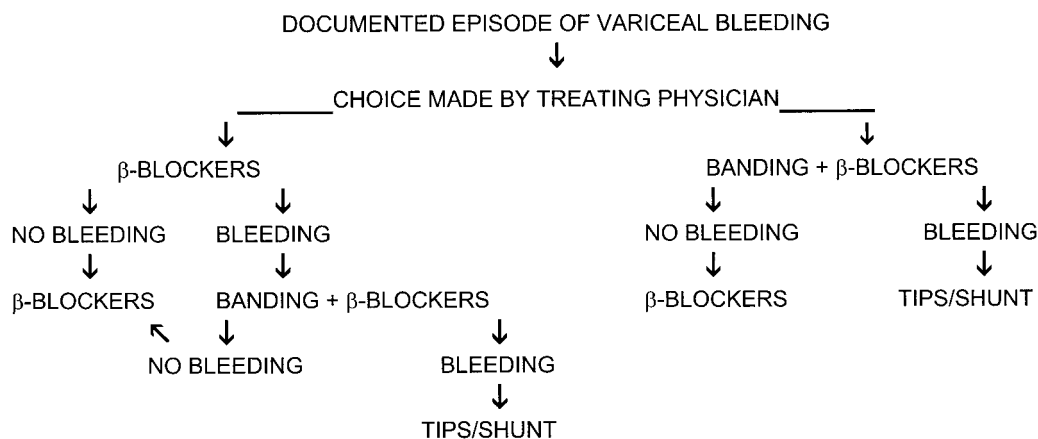 DOCUMENTED EPISODE OF VARICEAL BLEEDING
CHOICE MADE BY TREATING PHYSICIAN
β-BLOCKERS
BANDING + β-BLOCKERS
NO BLEEDING
BLEEDING
NO BLEEDING
BLEEDING
β-BLOCKERS
BANDING + β-BLOCKERS
β-BLOCKERS
TIPS/SHUNT
NO BLEEDING
BLEEDING
TIPS/SHUNT